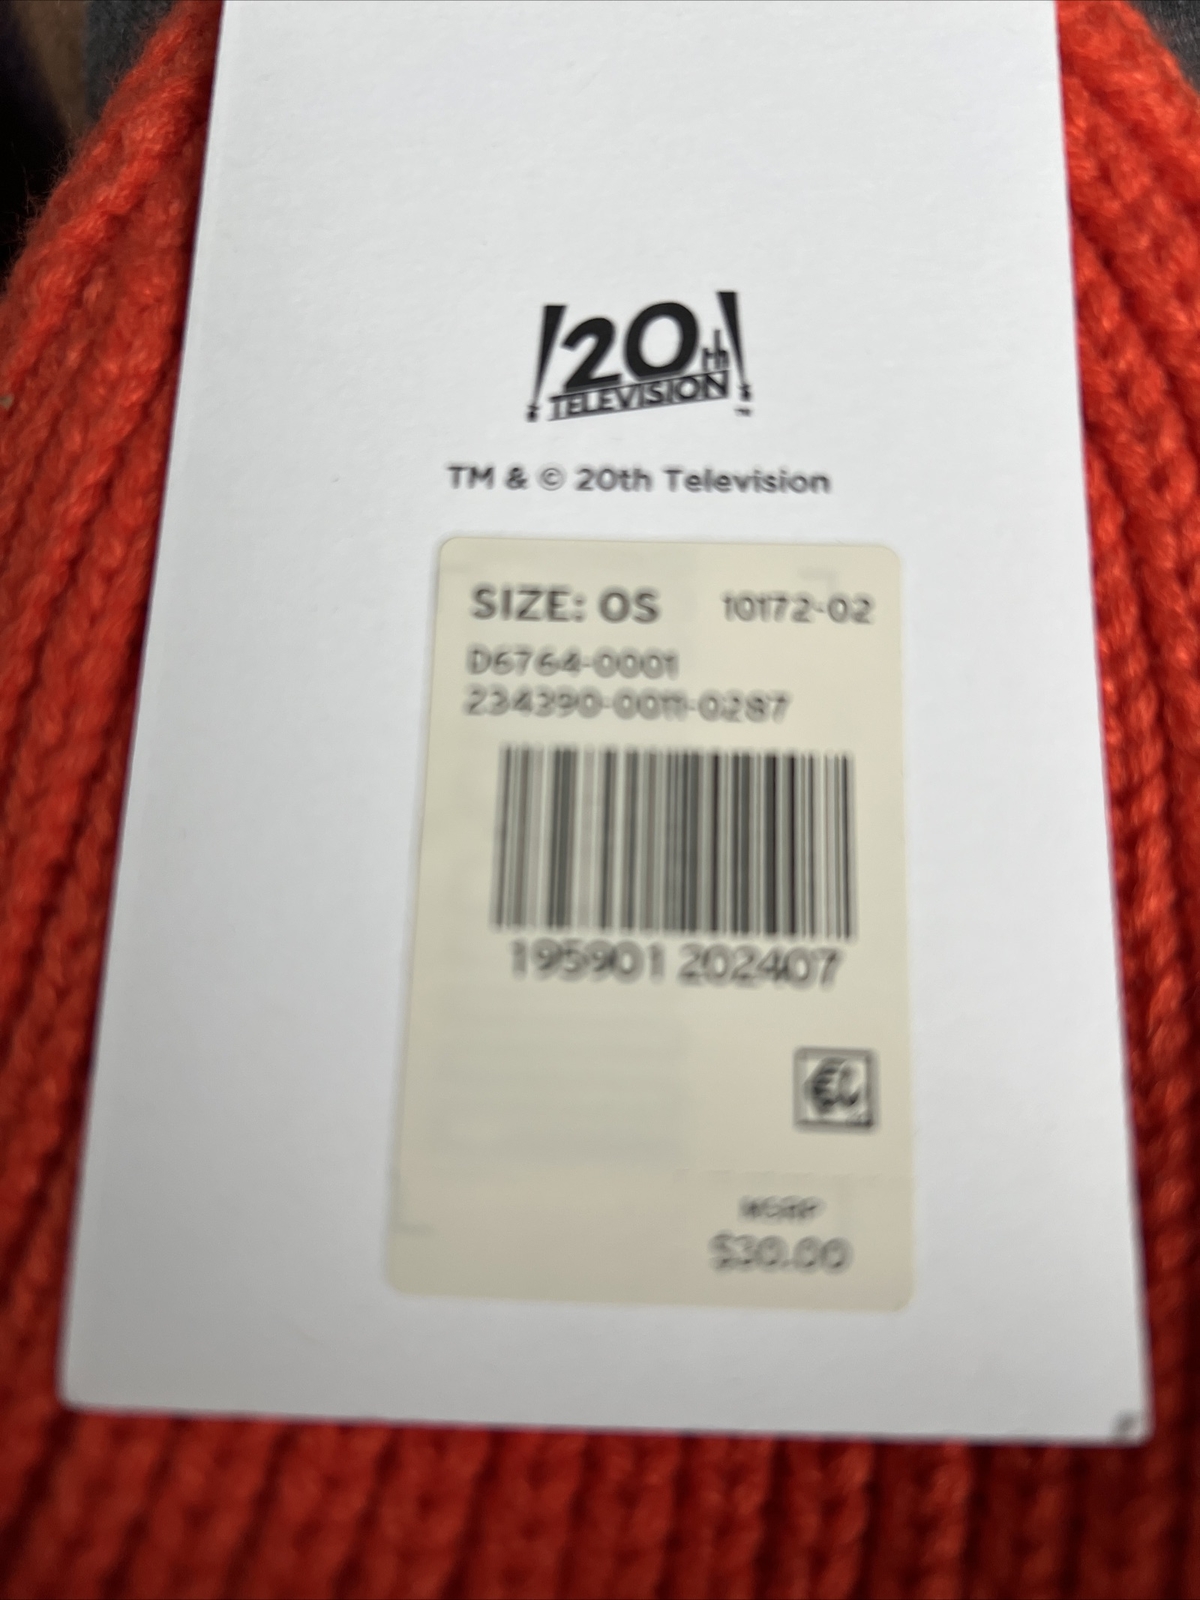 20th
TELEVISION
™
TM & © 20th Television
SIZE: OS 10172-02
D6764-0001
234390-0011-0287
195901 202407
MSRP
$30.00